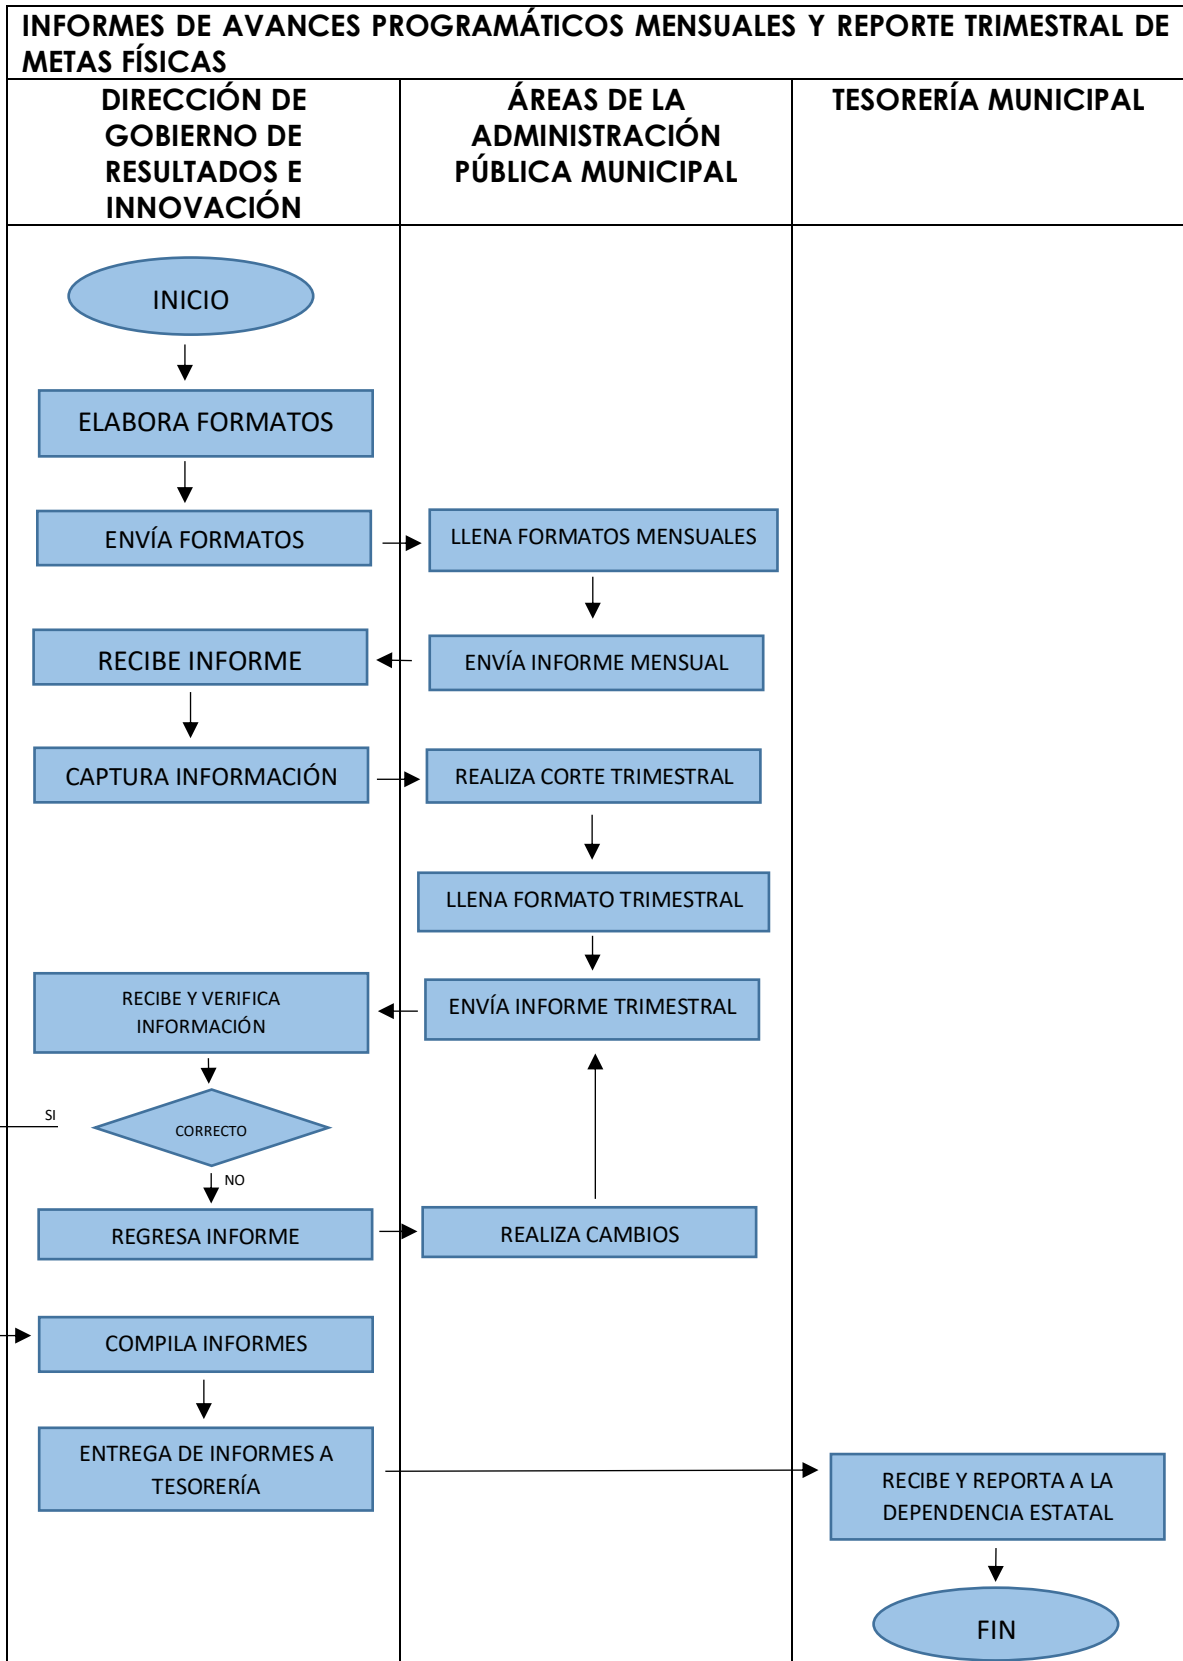 INFORMES DE AVANCES PROGRAMÁTICOS MENSUALES Y REPORTE TRIMESTRAL DE
METAS FÍSICAS
DIRECCIÓN DE
GOBIERNO DE
RESULTADOS E
INNOVACIÓN
ÁREAS DE LA
ADMINISTRACIÓN
PÚBLICA MUNICIPAL
TESORERÍA MUNICIPAL
INICIO
ELABORA FORMATOS
ENVÍA FORMATOS
LLENA FORMATOS MENSUALES
RECIBE INFORME
ENVÍA INFORME MENSUAL
CAPTURA INFORMACIÓN
REALIZA CORTE TRIMESTRAL
LLENA FORMATO TRIMESTRAL
RECIBE Y VERIFICA
INFORMACIÓN
ENVÍA INFORME TRIMESTRAL
SI
CORRECTO
NO
REGRESA INFORME
REALIZA CAMBIOS
COMPILA INFORMES
ENTREGA DE INFORMES A
TESORERÍA
RECIBE Y REPORTA A LA
DEPENDENCIA ESTATAL
FIN